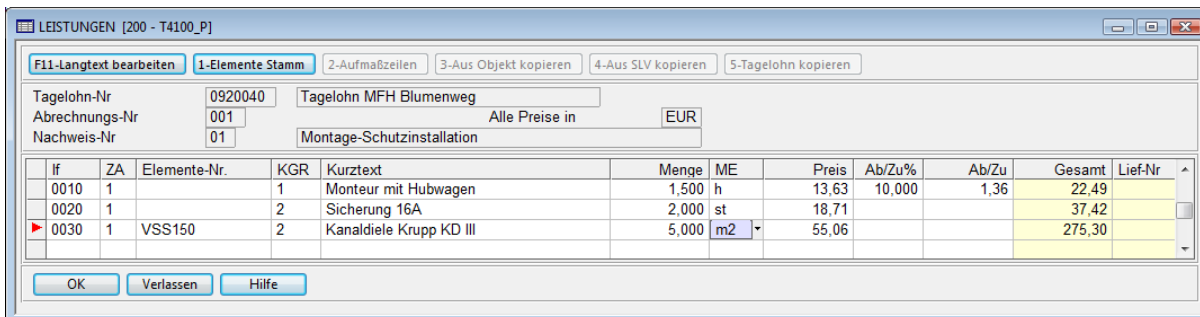 LEISTUNGEN [200 - T4100_P]
F11-Langtext bearbeiten 1-Elemente Stamm 2-Aufmaßzeilen 3-Aus Objekt kopieren 4-Aus SLV kopieren 5-Tagelohn kopieren
Tagelohn-Nr 0920040 Tagelohn MFH Blumenweg
Abrechnungs-Nr 001 Alle Preise in EUR
Nachweis-Nr 01 Montage-Schutzinstallation
lf ZA Elemente-Nr. KGR Kurztext Menge ME Preis Ab/Zu% Ab/Zu Gesamt Lief-Nr
0010 1 1 Monteur mit Hubwagen 1,500 h 13,63 10,000 1,36 22,49
0020 1 2 Sicherung 16A 2,000 st 18,71 37,42
0030 1 VSS150 2 Kanaldiele Krupp KD III 5,000 m2 55,06 275,30
OK Verlassen Hilfe